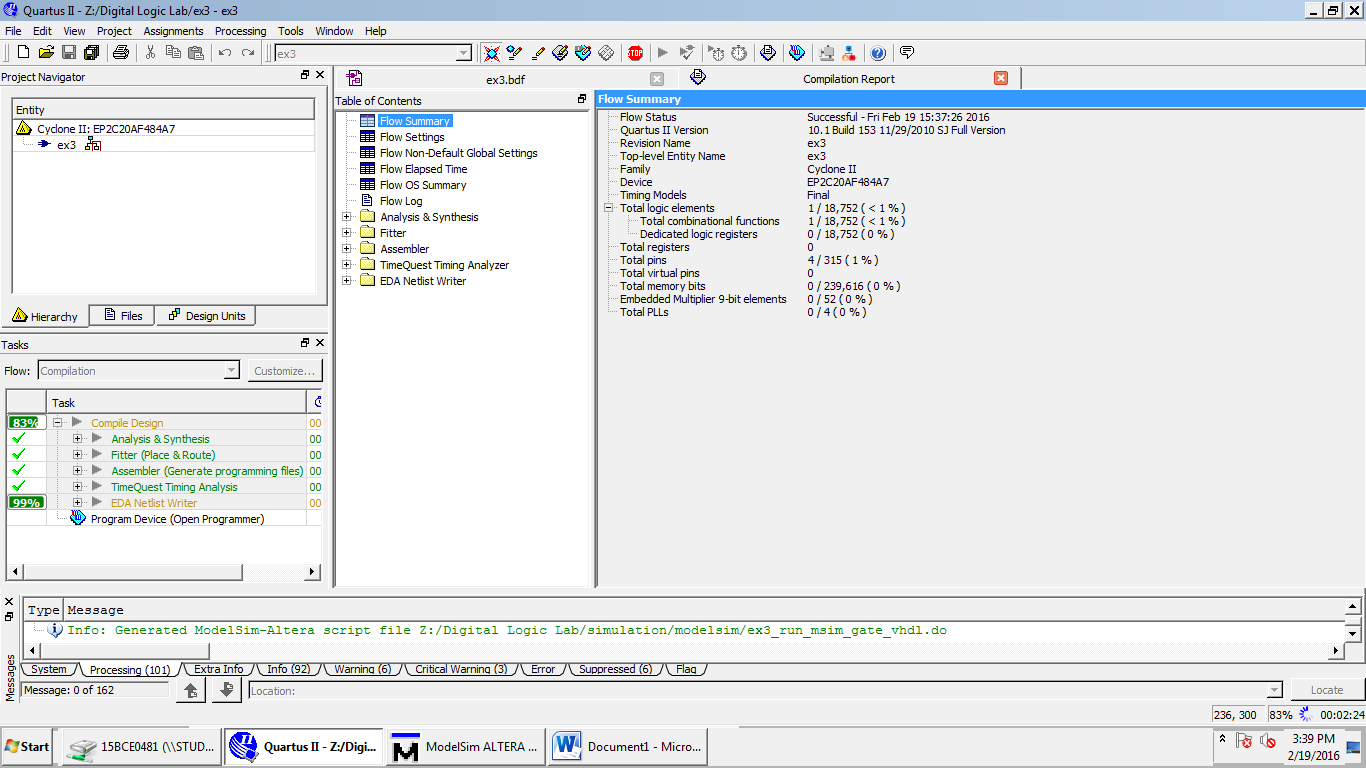 Quartus II - Z:/Digital Logic Lab/ex3 - ex3
File Edit View Project Assignments Processing Tools Window Help
ex3
STOP
Project Navigator
Entity
Cyclone II: EP2C20AF484A7
ex3
Hierarchy Files Design Units
Tasks
Flow: Compilation Customize...
Task
83% Compile Design 00
Analysis & Synthesis 00
Fitter (Place & Route) 00
Assembler (Generate programming files) 00
TimeQuest Timing Analysis 00
99% EDA Netlist Writer 00
Program Device (Open Programmer)
ex3.bdf Compilation Report
Table of Contents
Flow Summary
Flow Settings
Flow Non-Default Global Settings
Flow Elapsed Time
Flow OS Summary
Flow Log
Analysis & Synthesis
Fitter
Assembler
TimeQuest Timing Analyzer
EDA Netlist Writer
Flow Summary
Flow Status Successful - Fri Feb 19 15:37:26 2016
Quartus II Version 10.1 Build 153 11/29/2010 SJ Full Version
Revision Name ex3
Top-level Entity Name ex3
Family Cyclone II
Device EP2C20AF484A7
Timing Models Final
Total logic elements 1 / 18,752 ( < 1 % )
Total combinational functions 1 / 18,752 ( < 1 % )
Dedicated logic registers 0 / 18,752 ( 0 % )
Total registers 0
Total pins 4 / 315 ( 1 % )
Total virtual pins 0
Total memory bits 0 / 239,616 ( 0 % )
Embedded Multiplier 9-bit elements 0 / 52 ( 0 % )
Total PLLs 0 / 4 ( 0 % )
Type Message
Info: Generated ModelSim-Altera script file Z:/Digital Logic Lab/simulation/modelsim/ex3_run_msim_gate_vhdl.do
System Processing (101) Extra Info Info (92) Warning (6) Critical Warning (3) Error Suppressed (6) Flag
Messages
Message: 0 of 162 Location: Locate
236, 300 83% 00:02:24
Start 15BCE0481 (\\STUD... Quartus II - Z:/Digi... ModelSim ALTERA ... Document1 - Micro...
3:39 PM
2/19/2016